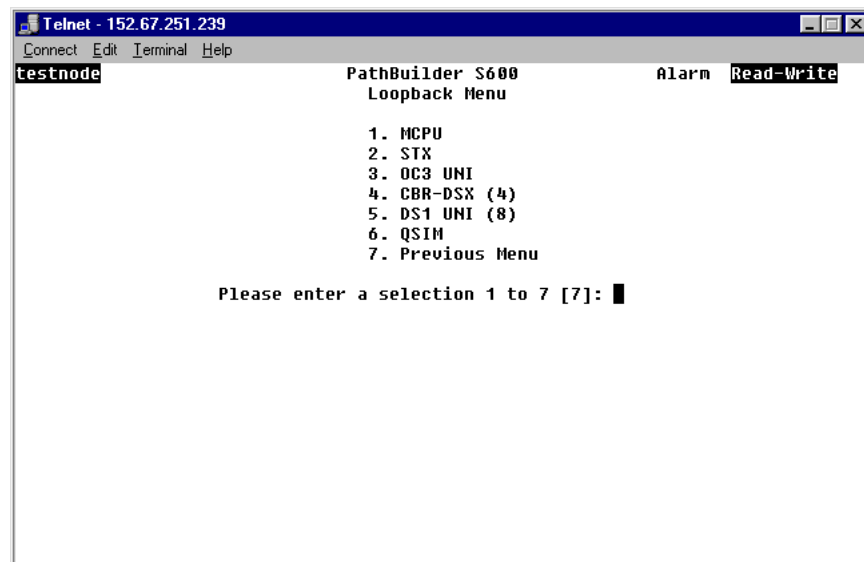 Telnet - 152.67.251.239
Connect Edit Terminal Help
testnode PathBuilder S600 Alarm Read-Write
Loopback Menu
1. MCPU
2. STX
3. OC3 UNI
4. CBR-DSX (4)
5. DS1 UNI (8)
6. QSIM
7. Previous Menu
Please enter a selection 1 to 7 [7]: